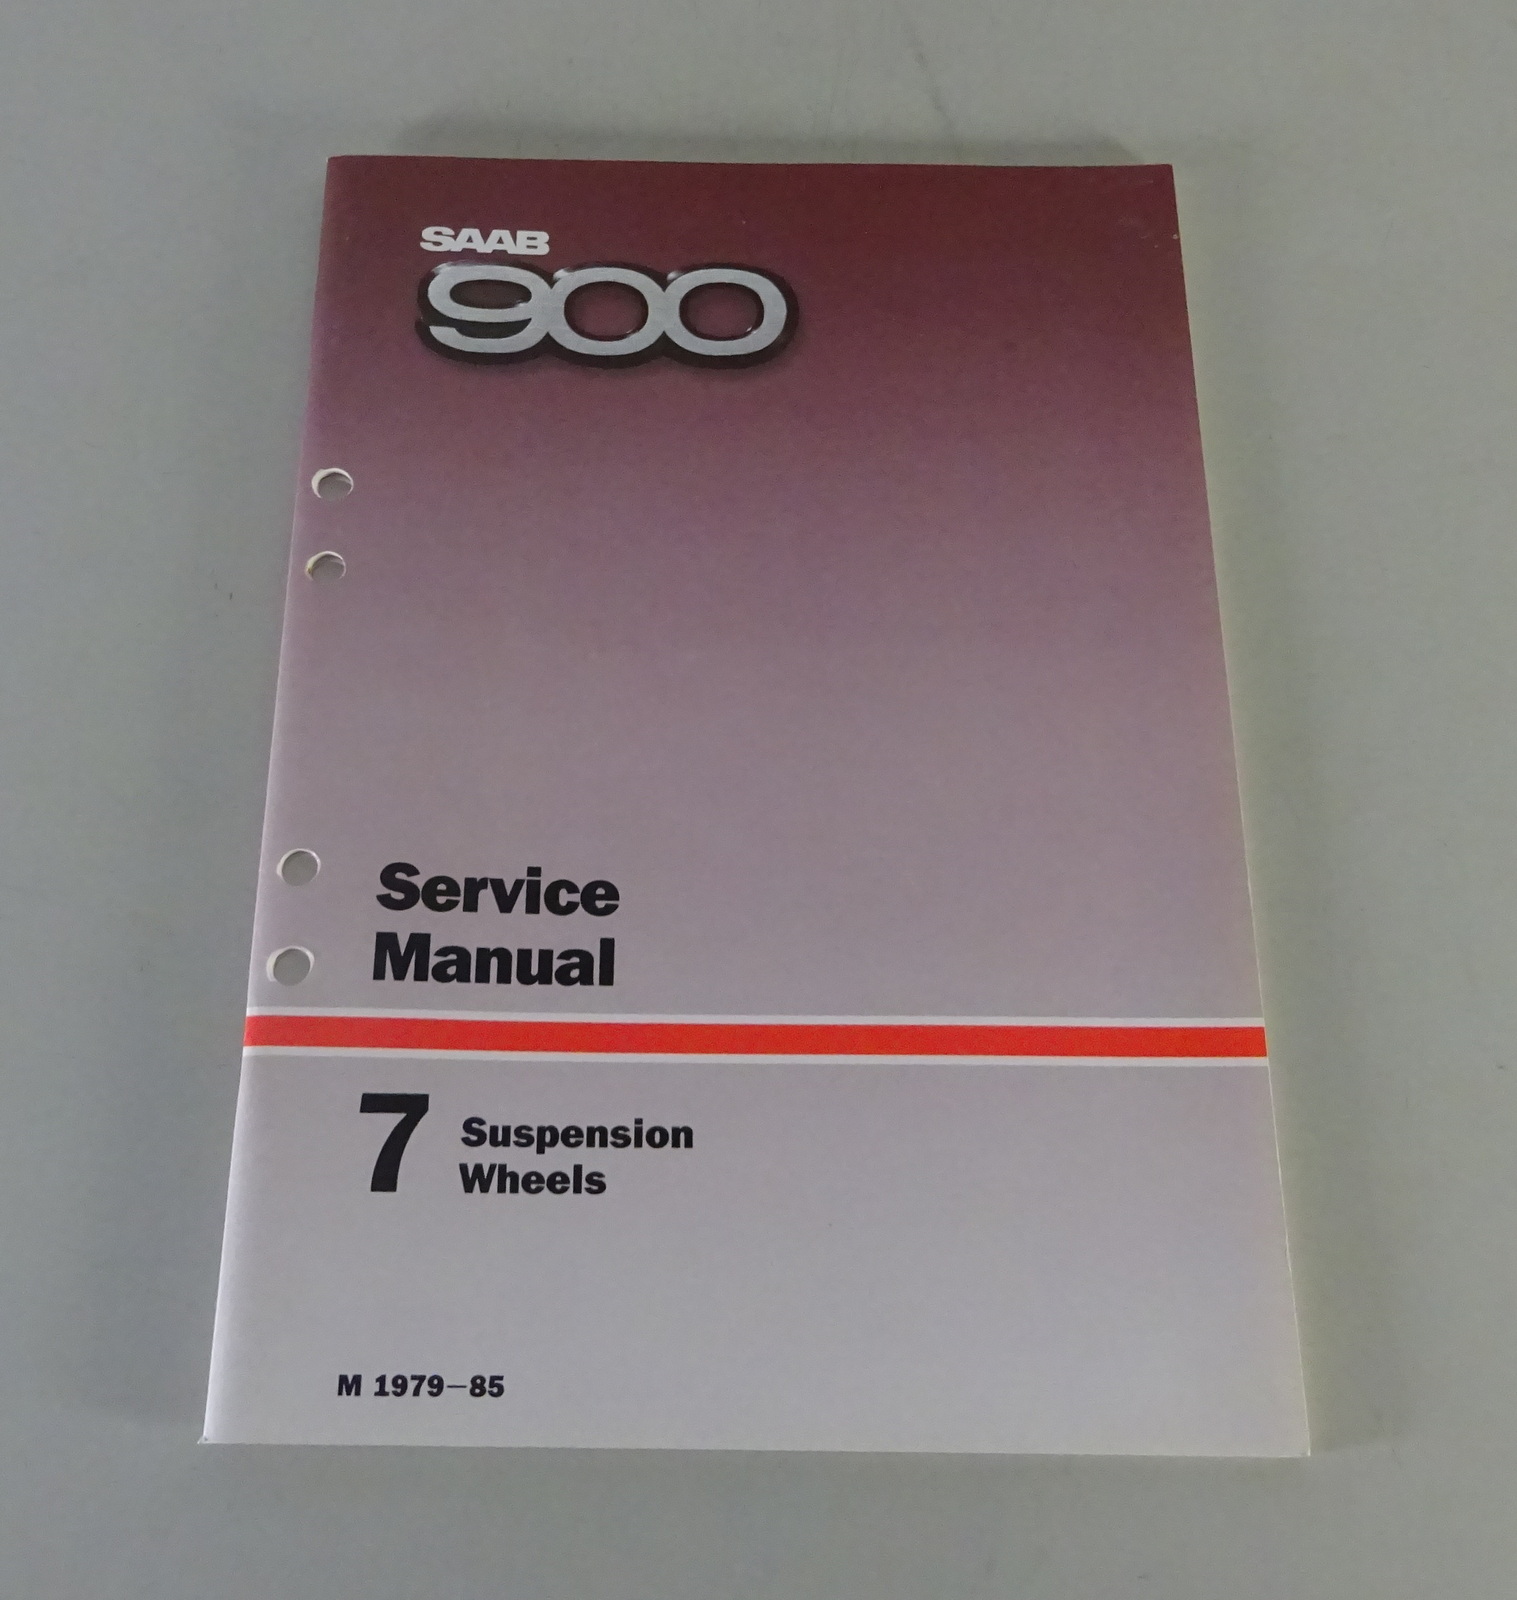 SAAB
900
Service
Manual
7 Suspension
Wheels
M 1979–85